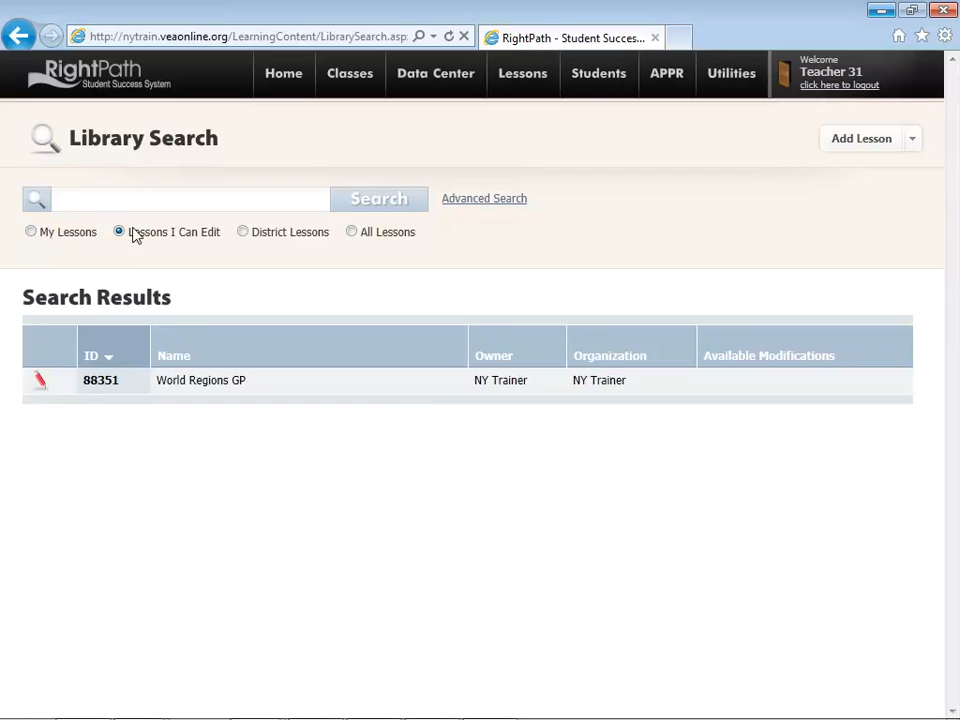 http://nytrain.veaonline.org/LearningContent/LibrarySearch.asp
RightPath - Student Succes...
RightPath
Student Success System
Home
Classes
Data Center
Lessons
Students
APPR
Utilities
Welcome
Teacher 31
click here to logout
Library Search
Add Lesson
Search
Advanced Search
My Lessons
Lessons I Can Edit
District Lessons
All Lessons
Search Results
ID Name Owner Organization Available Modifications
88351 World Regions GP NY Trainer NY Trainer